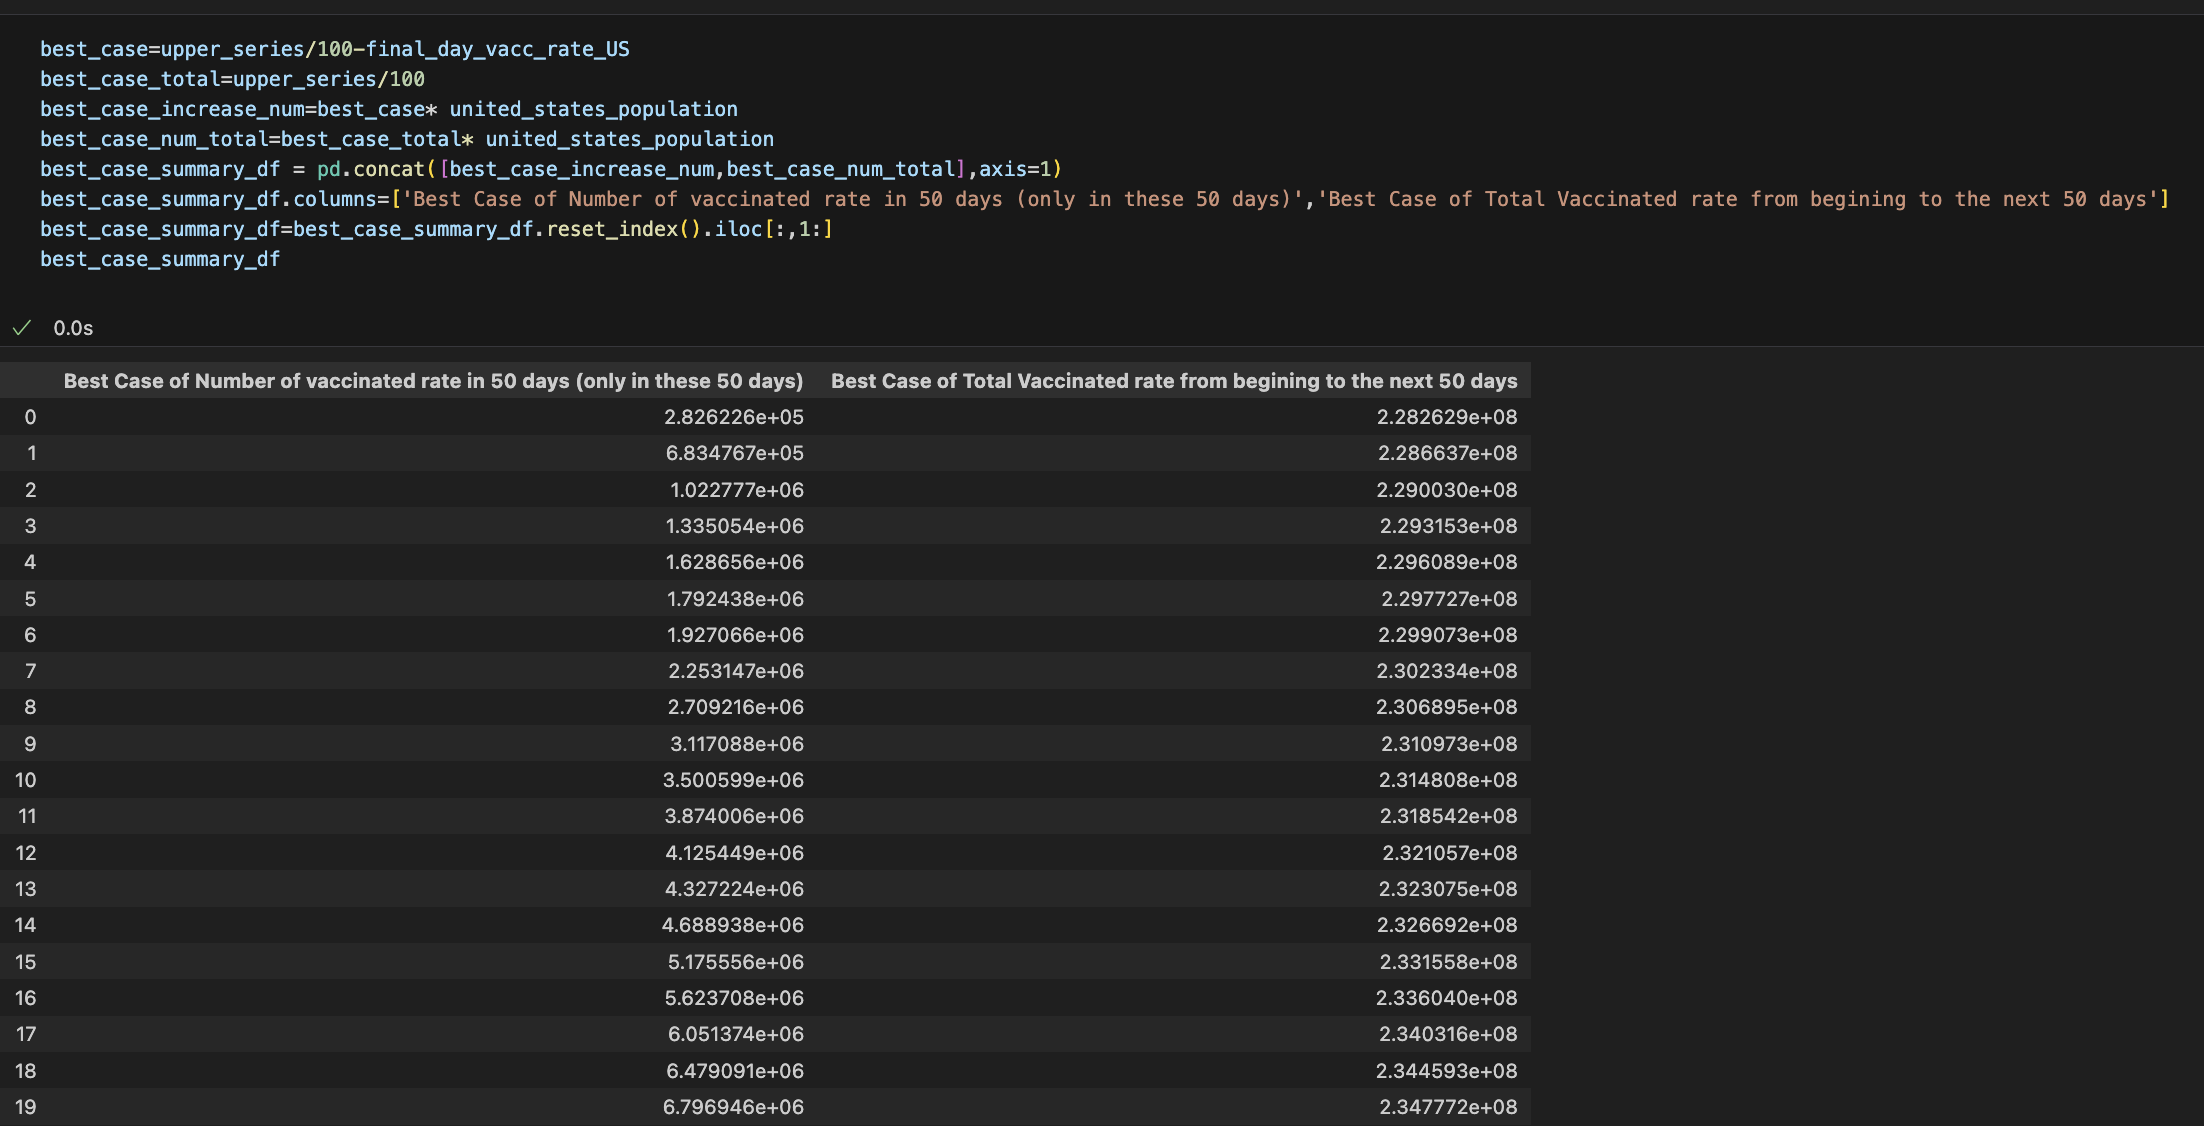 best_case=upper_series/100-final_day_vacc_rate_US
best_case_total=upper_series/100
best_case_increase_num=best_case* united_states_population
best_case_num_total=best_case_total* united_states_population
best_case_summary_df = pd.concat([best_case_increase_num,best_case_num_total],axis=1)
best_case_summary_df.columns=['Best Case of Number of vaccinated rate in 50 days (only in these 50 days)','Best Case of Total Vaccinated rate from begining to the next 50 days']
best_case_summary_df=best_case_summary_df.reset_index().iloc[:,1:]
best_case_summary_df
✓ 0.0s
Best Case of Number of vaccinated rate in 50 days (only in these 50 days) Best Case of Total Vaccinated rate from begining to the next 50 days
0 2.826226e+05 2.282629e+08
1 6.834767e+05 2.286637e+08
2 1.022777e+06 2.290030e+08
3 1.335054e+06 2.293153e+08
4 1.628656e+06 2.296089e+08
5 1.792438e+06 2.297727e+08
6 1.927066e+06 2.299073e+08
7 2.253147e+06 2.302334e+08
8 2.709216e+06 2.306895e+08
9 3.117088e+06 2.310973e+08
10 3.500599e+06 2.314808e+08
11 3.874006e+06 2.318542e+08
12 4.125449e+06 2.321057e+08
13 4.327224e+06 2.323075e+08
14 4.688938e+06 2.326692e+08
15 5.175556e+06 2.331558e+08
16 5.623708e+06 2.336040e+08
17 6.051374e+06 2.340316e+08
18 6.479091e+06 2.344593e+08
19 6.796946e+06 2.347772e+08